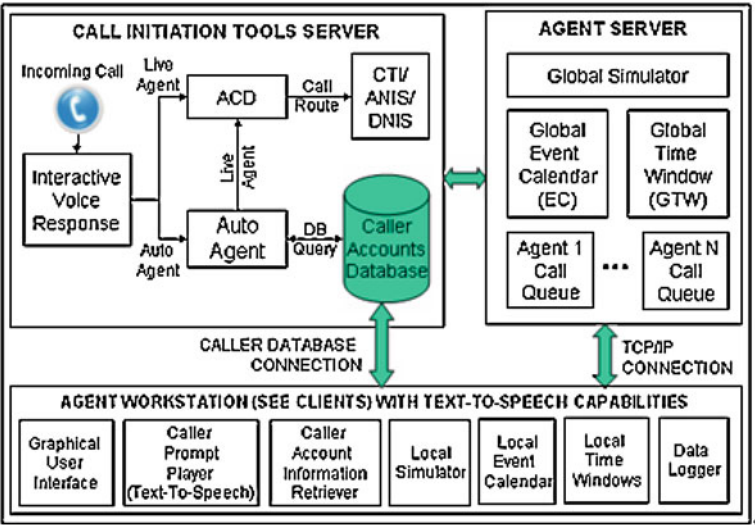 CALL INITIATION TOOLS SERVER
Incoming Call
Live
Agent
ACD
Call
Route
CTI/
ANIS/
DNIS
Interactive
Voice
Response
Live
Agent
Auto
Agent
Auto
Agent
DB
Query
Caller
Accounts
Database
AGENT SERVER
Global Simulator
Global
Event
Calendar
(EC)
Global
Time
Window
(GTW)
Agent 1
Call
Queue
...
Agent N
Call
Queue
CALLER DATABASE
CONNECTION
TCP/IP
CONNECTION
AGENT WORKSTATION (SEE CLIENTS) WITH TEXT-TO-SPEECH CAPABILITIES
Graphical
User
Interface
Caller
Prompt
Player
(Text-To-Speech)
Caller
Account
Information
Retriever
Local
Simulator
Local
Event
Calendar
Local
Time
Windows
Data
Logger